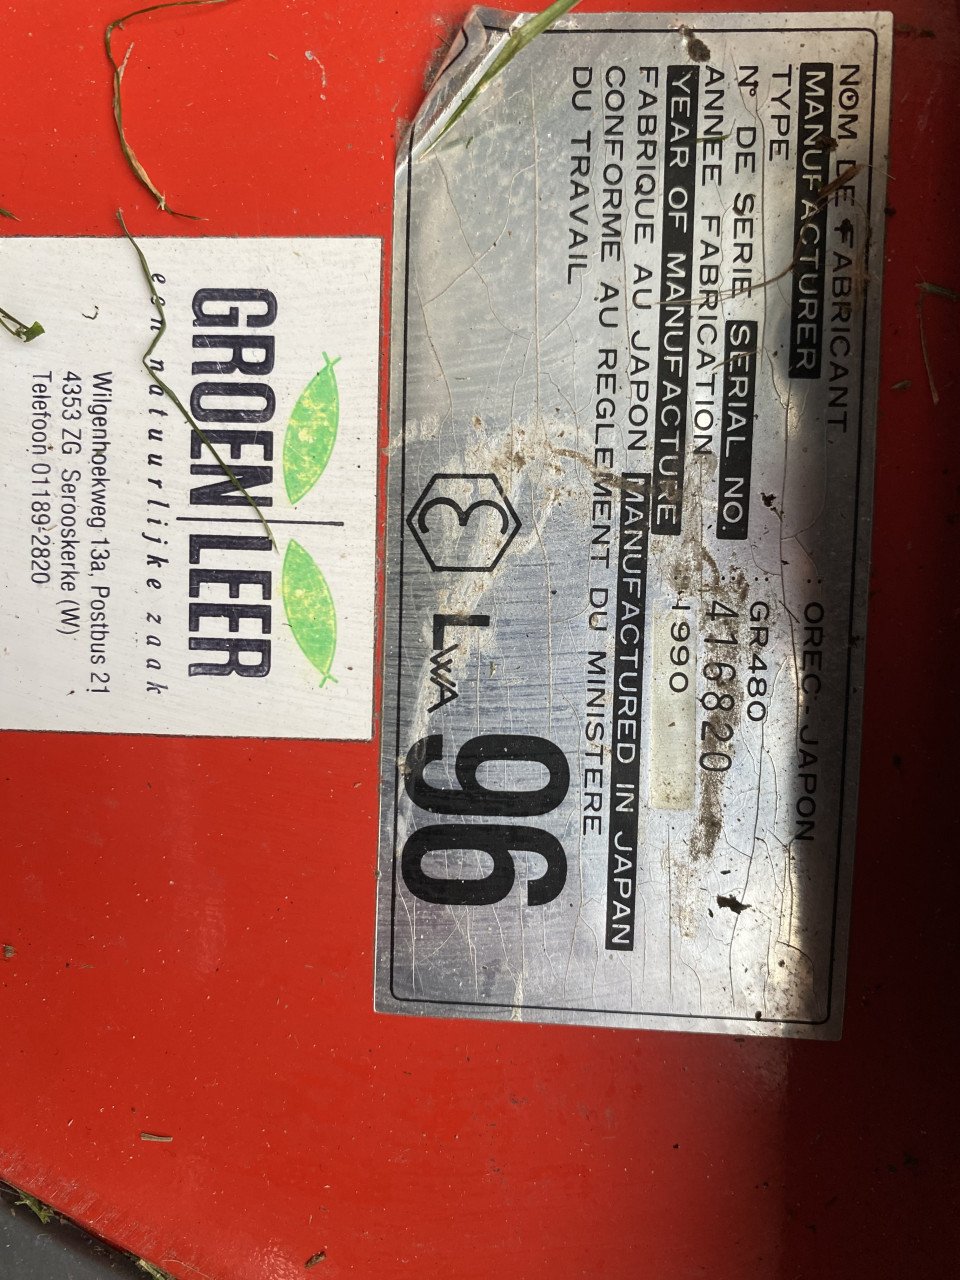 NOM DE FABRICANT
MANUFACTURER : OREC-JAPON
TYPE : GR480
Nº DE SERIE SERIAL NO. : 416820
ANNEE FABRICATION
YEAR OF MANUFACTURE 1990
FABRIQUE AU JAPON MANUFACTURED IN JAPAN
CONFORME AU REGLEMENT DU MINISTERE
DU TRAVAIL
3 LWA 96
GROEN LEER
een natuurlijke zaak
Wilgenhoekweg 13a, Postbus 21
4353 ZG Serooskerke (W)
Telefoon 01189-2820